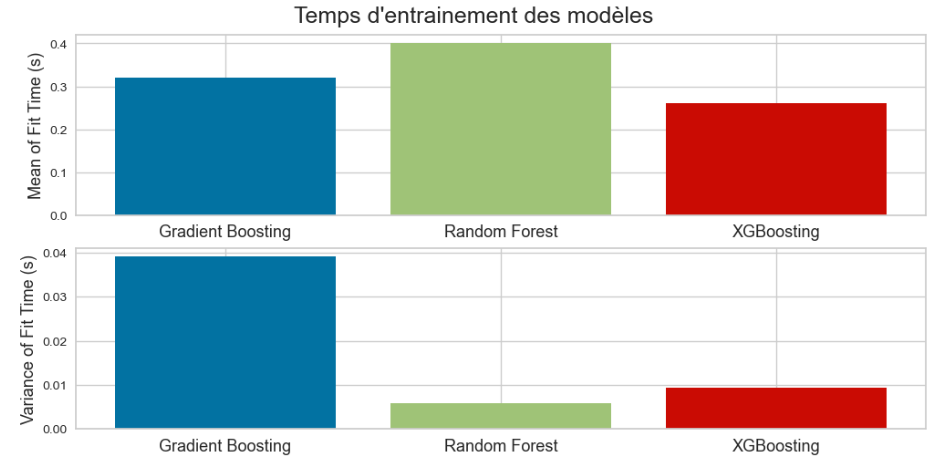 Temps d'entrainement des modèles
Mean of Fit Time (s)
0.4
0.3
0.2
0.1
0.0
Gradient Boosting Random Forest XGBoosting
Variance of Fit Time (s)
0.04
0.03
0.02
0.01
0.00
Gradient Boosting Random Forest XGBoosting